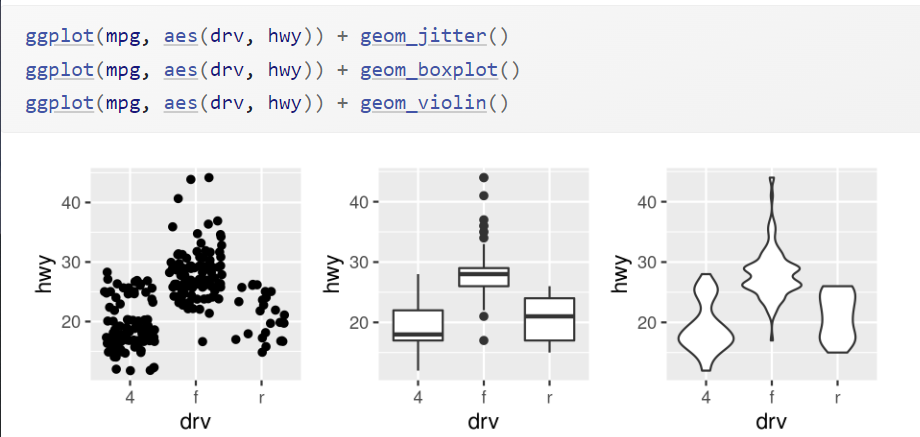 ggplot(mpg, aes(drv, hwy)) + geom_jitter()
ggplot(mpg, aes(drv, hwy)) + geom_boxplot()
ggplot(mpg, aes(drv, hwy)) + geom_violin()
40
30
20
hwy
4 f r
drv
40
30
20
hwy
4 f r
drv
40
30
20
hwy
4 f r
drv